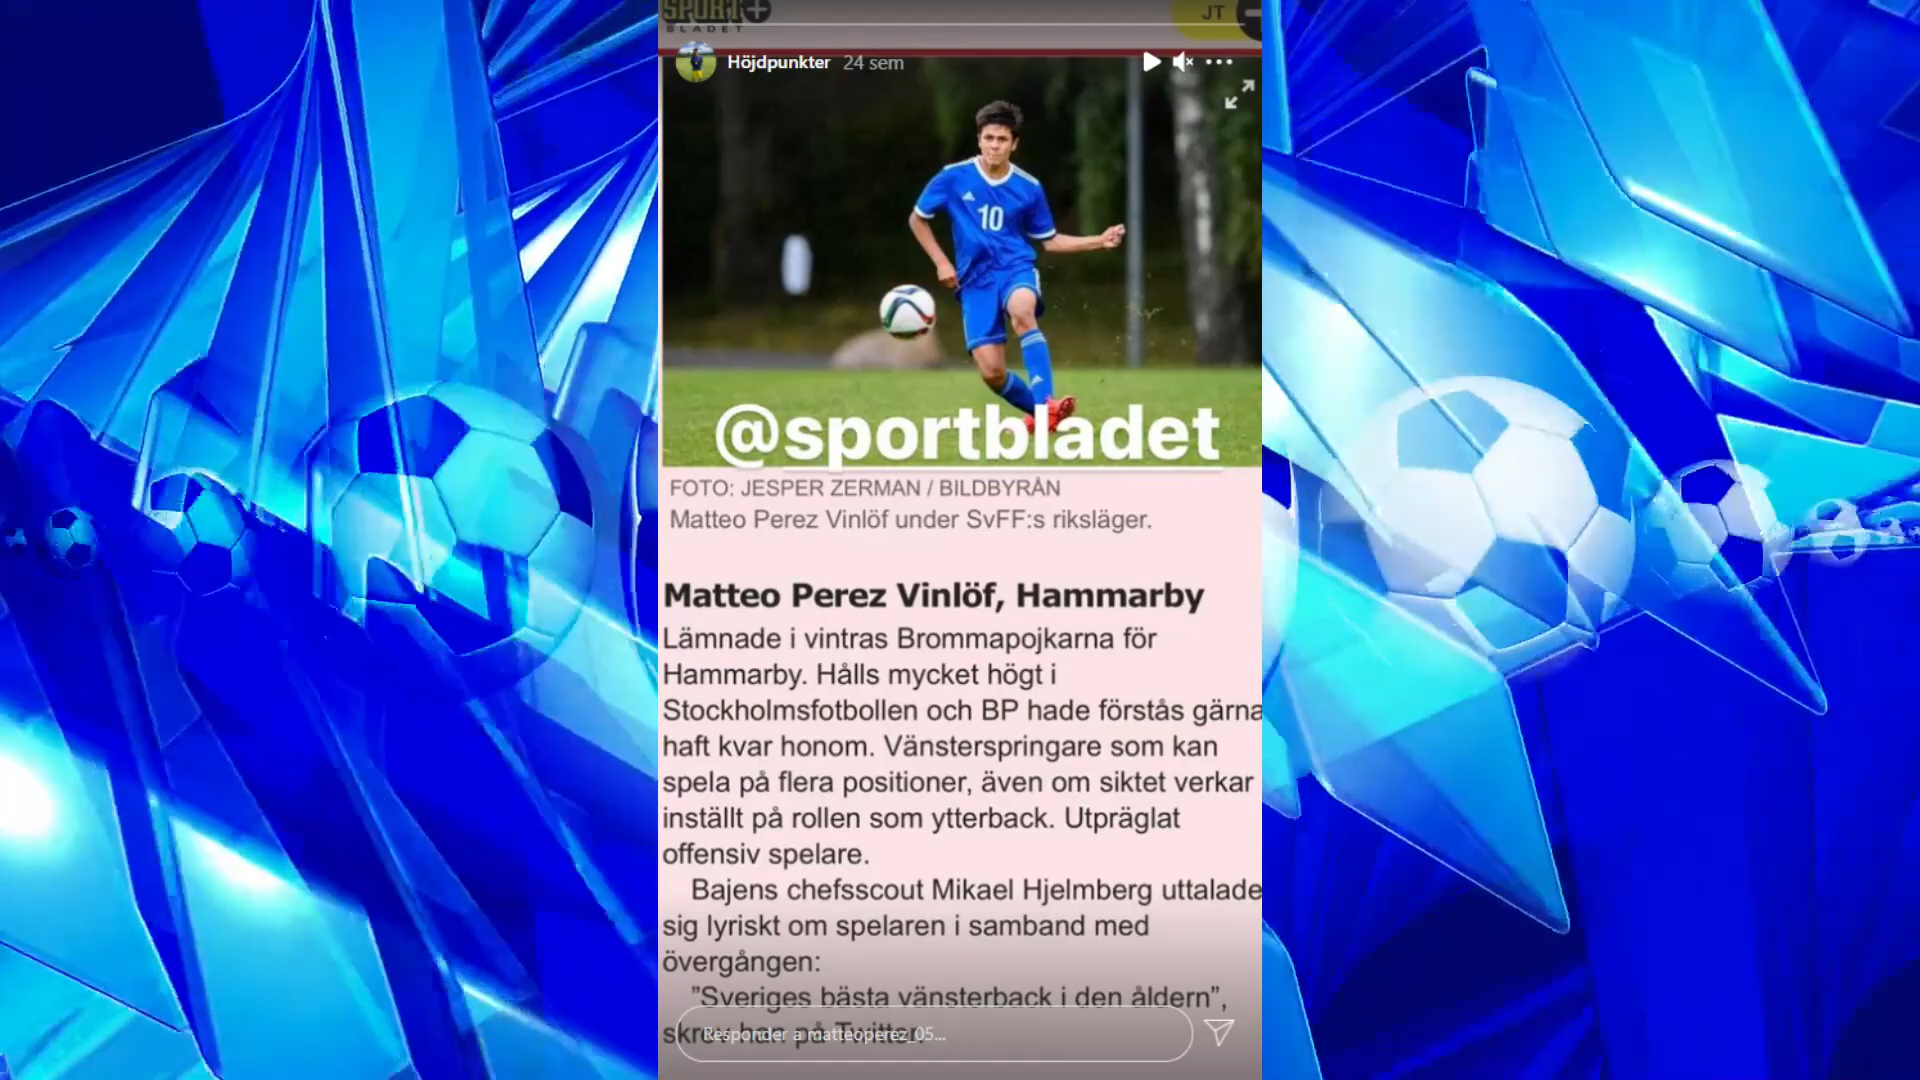 SPORT+
BLADET
JT
Höjdpunkter 24 sem
10
@sportbladet
FOTO: JESPER ZERMAN / BILDBYRÅN
Matteo Perez Vinlöf under SvFF:s riksläger.
Matteo Perez Vinlöf, Hammarby
Lämnade i vintras Brommapojkarna för
Hammarby. Hålls mycket högt i
Stockholmsfotbollen och BP hade förstås gärna
haft kvar honom. Vänsterspringare som kan
spela på flera positioner, även om siktet verkar
inställt på rollen som ytterback. Utpräglat
offensiv spelare.
Bajens chefsscout Mikael Hjelmberg uttalade
sig lyriskt om spelaren i samband med
övergången:
”Sveriges bästa vänsterback i den åldern”,
skrev han på Twitter.
Responder a matteoperez_05...